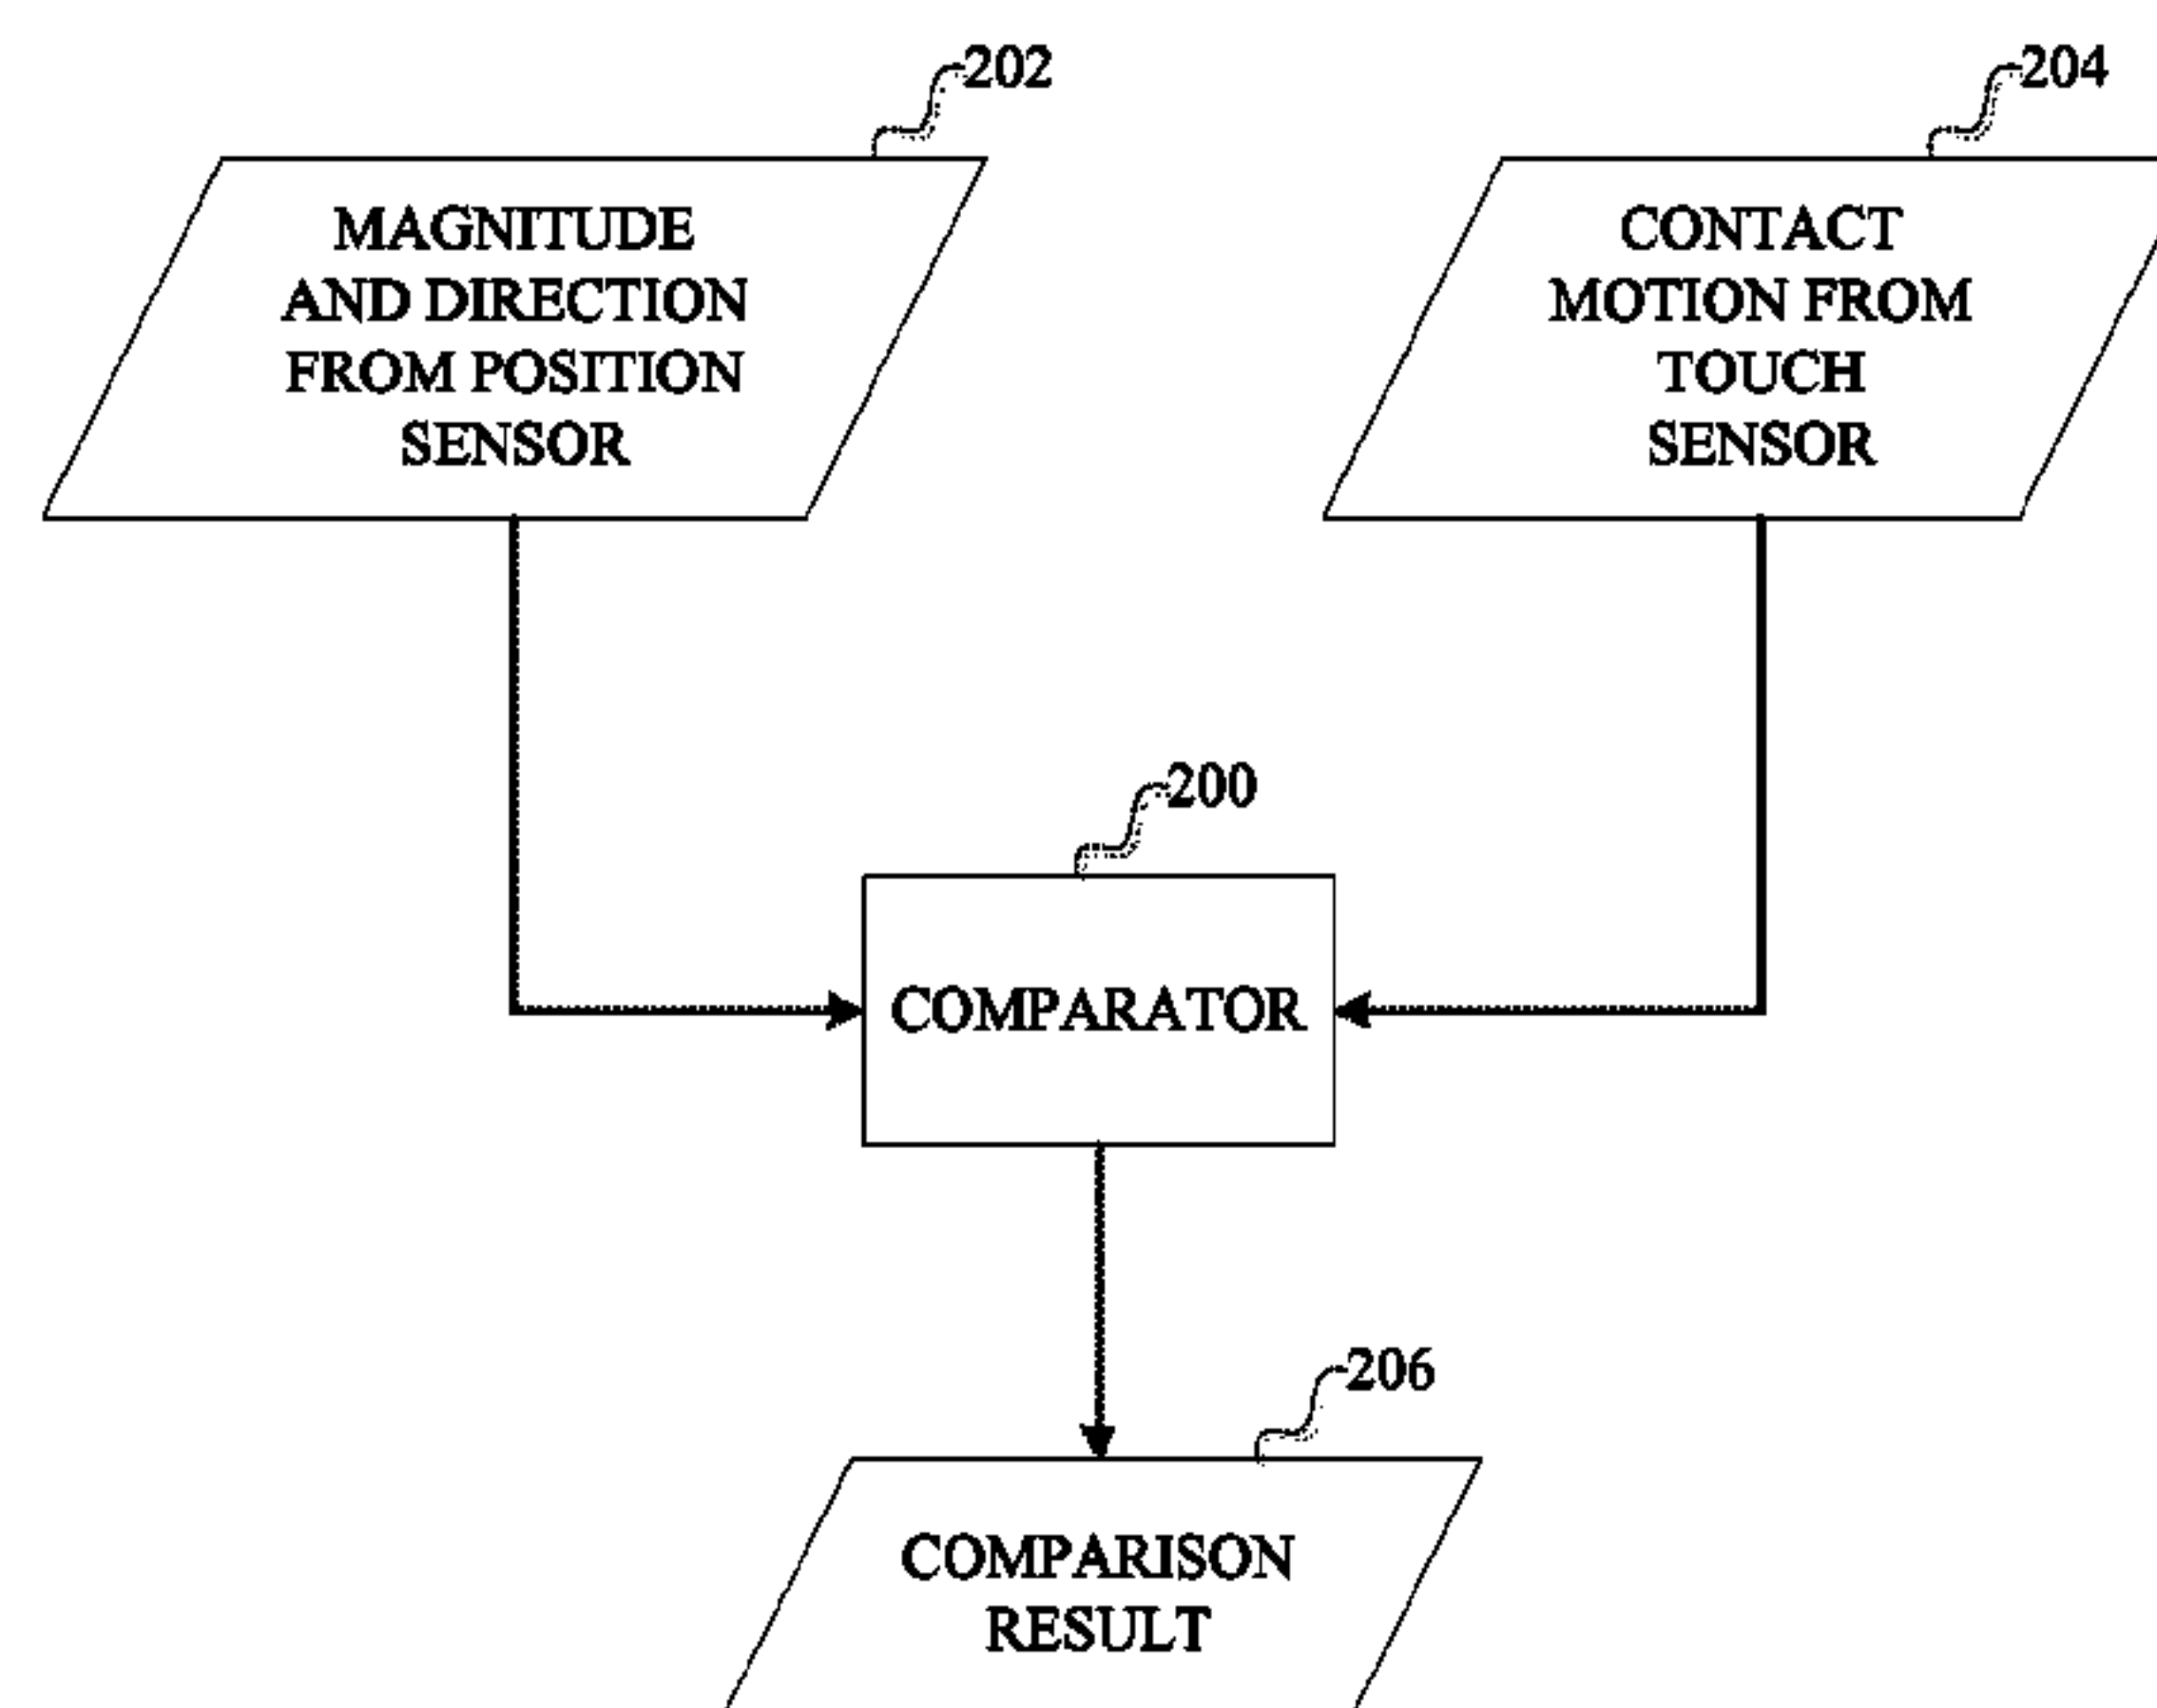 202
204
MAGNITUDE
AND DIRECTION
FROM POSITION
SENSOR
CONTACT
MOTION FROM
TOUCH
SENSOR
200
COMPARATOR
206
COMPARISON
RESULT